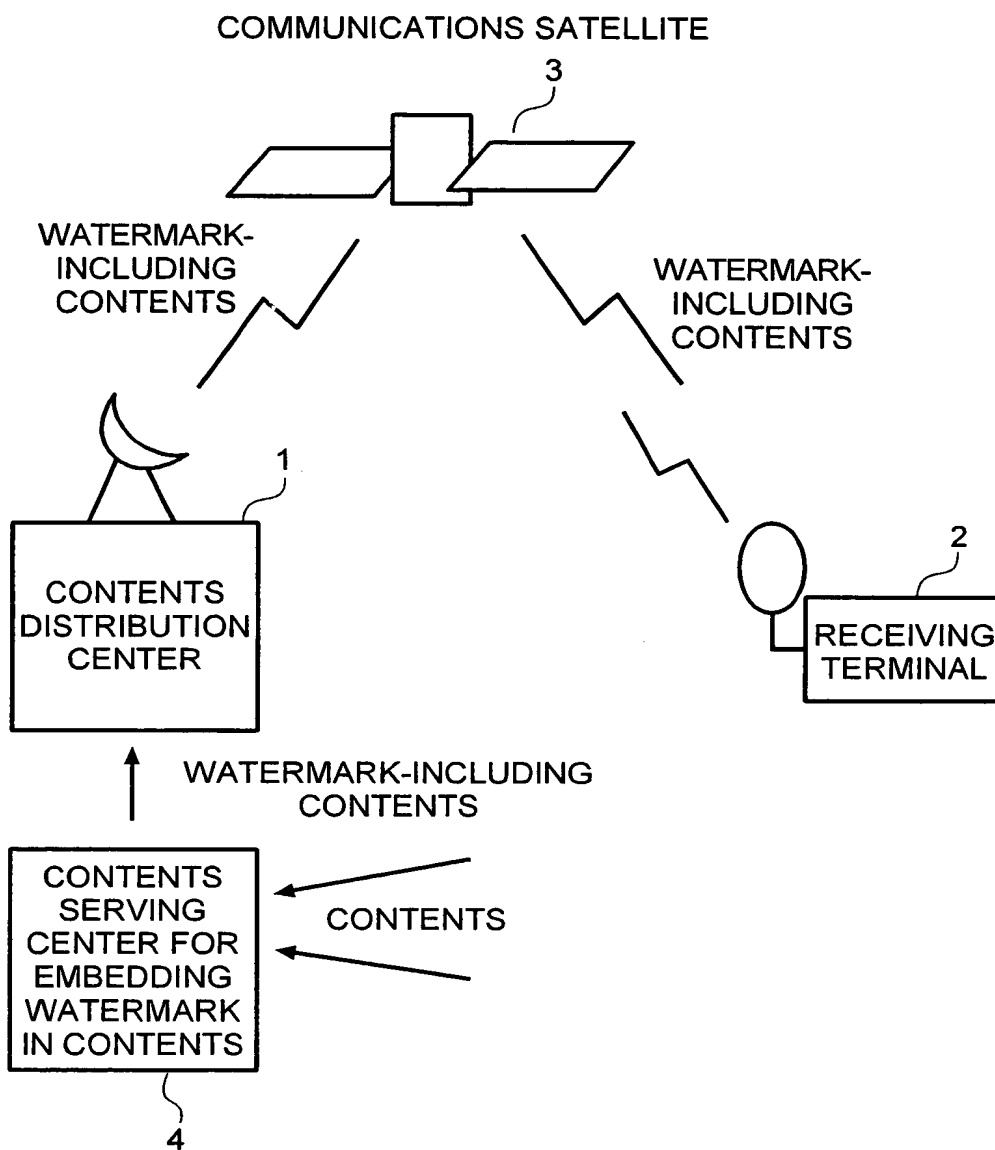 COMMUNICATIONS SATELLITE
3
WATERMARK-
INCLUDING
CONTENTS
WATERMARK-
INCLUDING
CONTENTS
1
CONTENTS
DISTRIBUTION
CENTER
2
RECEIVING
TERMINAL
WATERMARK-INCLUDING
CONTENTS
CONTENTS
SERVING
CENTER FOR
EMBEDDING
WATERMARK
IN CONTENTS
CONTENTS
4